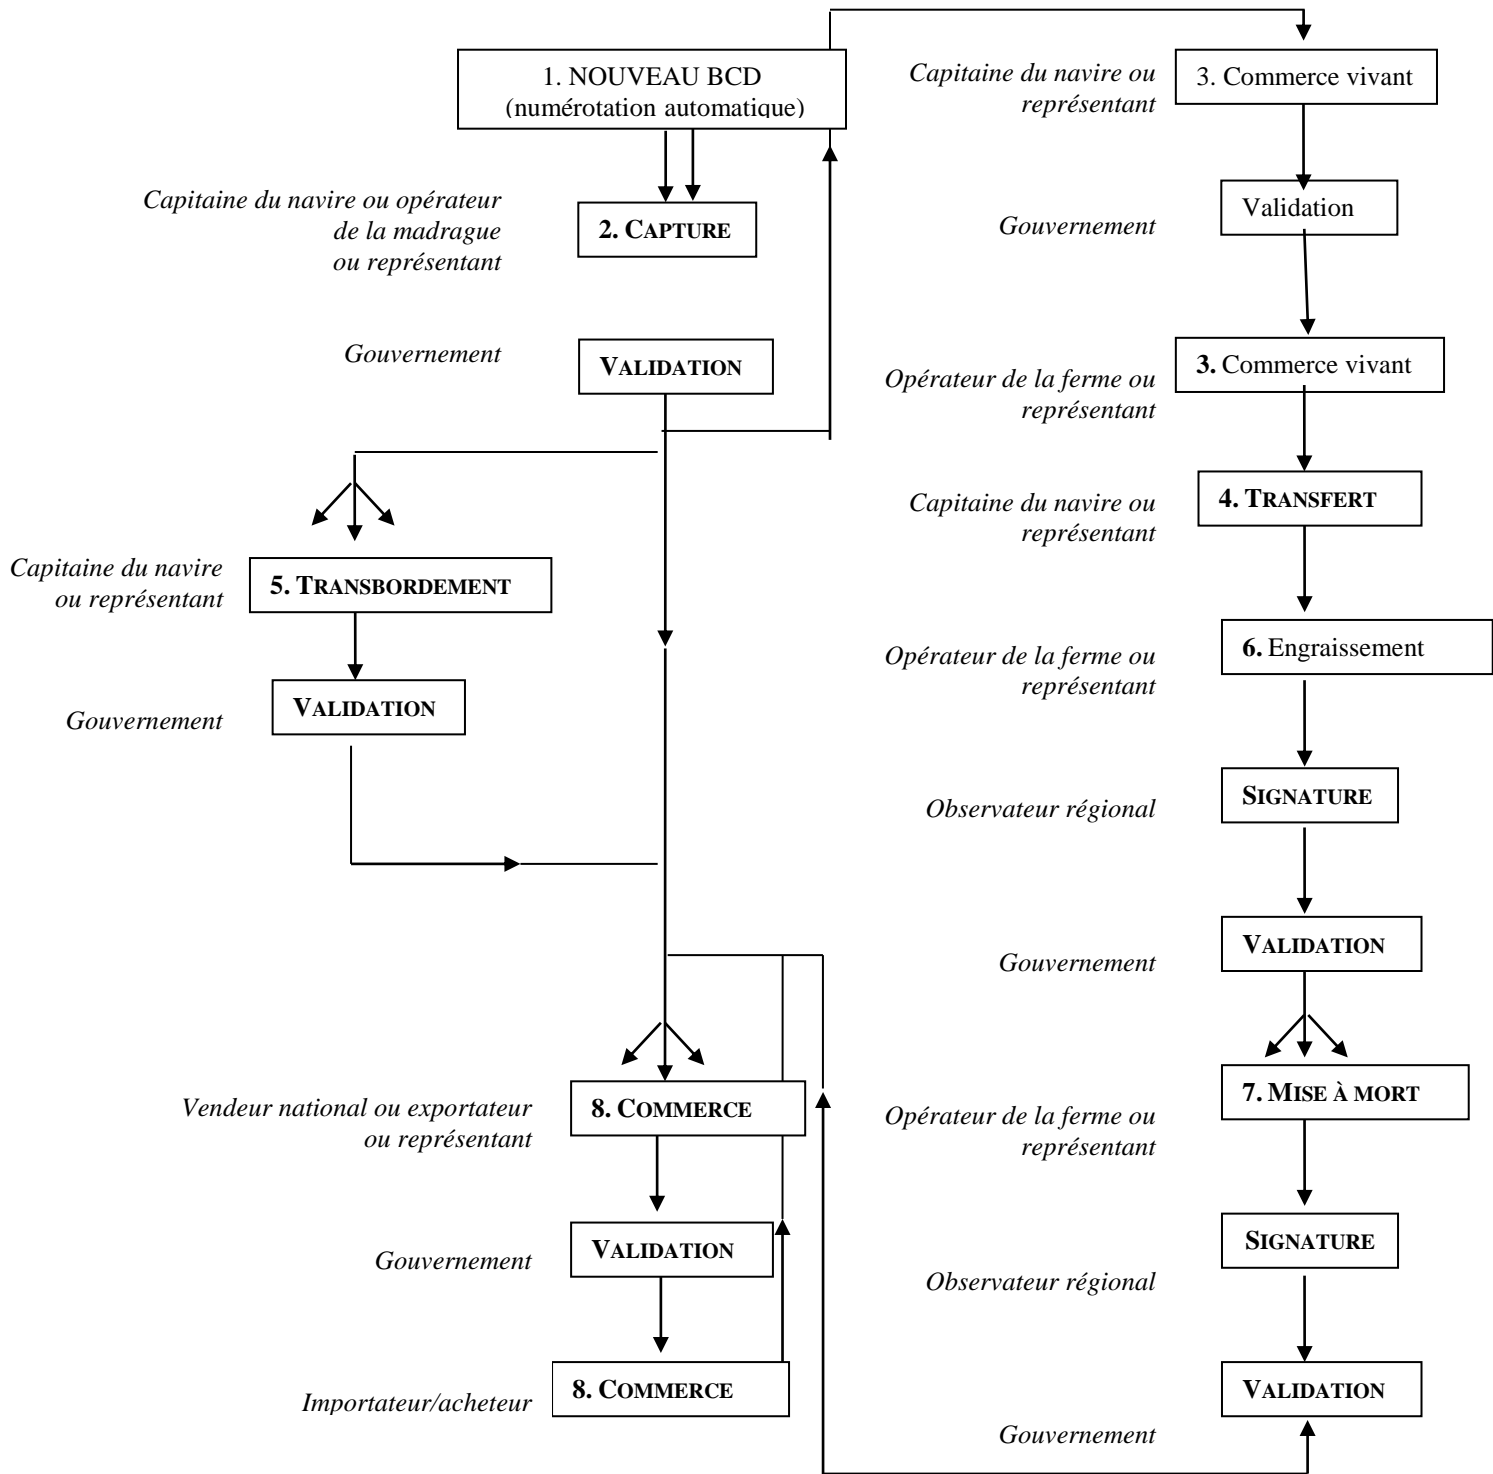 1. NOUVEAU BCD
(numérotation automatique)
Capitaine du navire ou opérateur
de la madrague
ou représentant
2. CAPTURE
Gouvernement
VALIDATION
Capitaine du navire
ou représentant
5. TRANSBORDEMENT
Gouvernement
VALIDATION
Vendeur national ou exportateur
ou représentant
8. COMMERCE
Gouvernement
VALIDATION
Importateur/acheteur
8. COMMERCE
Capitaine du navire ou
représentant
3. Commerce vivant
Gouvernement
Validation
Opérateur de la ferme ou
représentant
3. Commerce vivant
Capitaine du navire ou
représentant
4. TRANSFERT
Opérateur de la ferme ou
représentant
6. Engraissement
Observateur régional
SIGNATURE
Gouvernement
VALIDATION
Opérateur de la ferme ou
représentant
7. MISE À MORT
Observateur régional
SIGNATURE
Gouvernement
VALIDATION